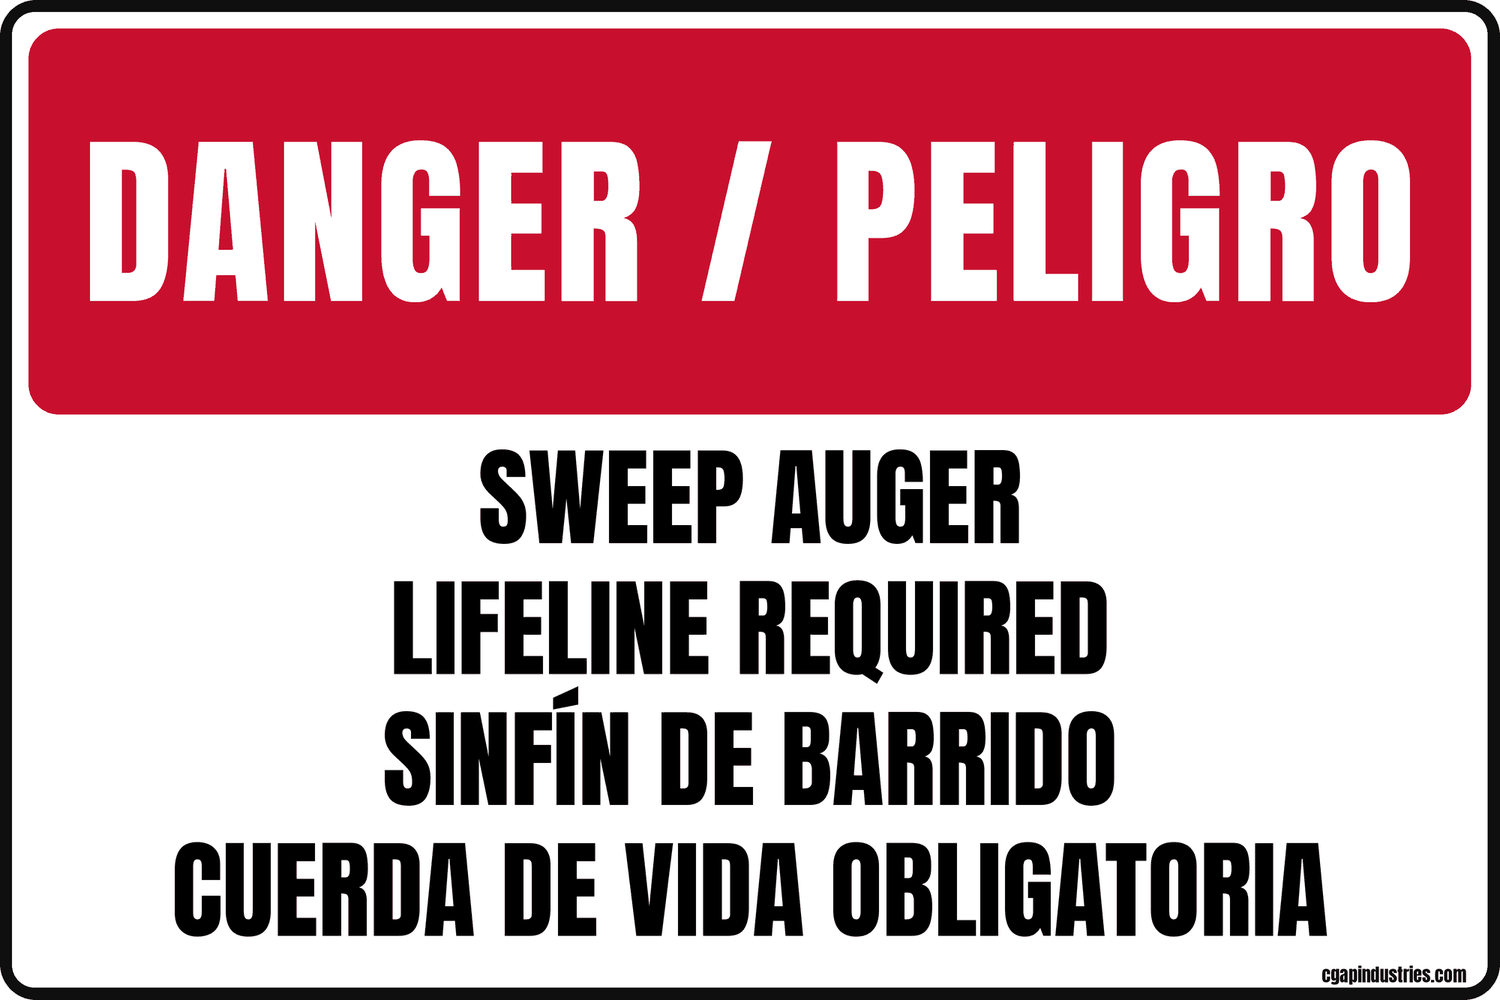 DANGER / PELIGRO
SWEEP AUGER
LIFELINE REQUIRED
SINFÍN DE BARRIDO
CUERDA DE VIDA OBLIGATORIA
cgapindustries.com